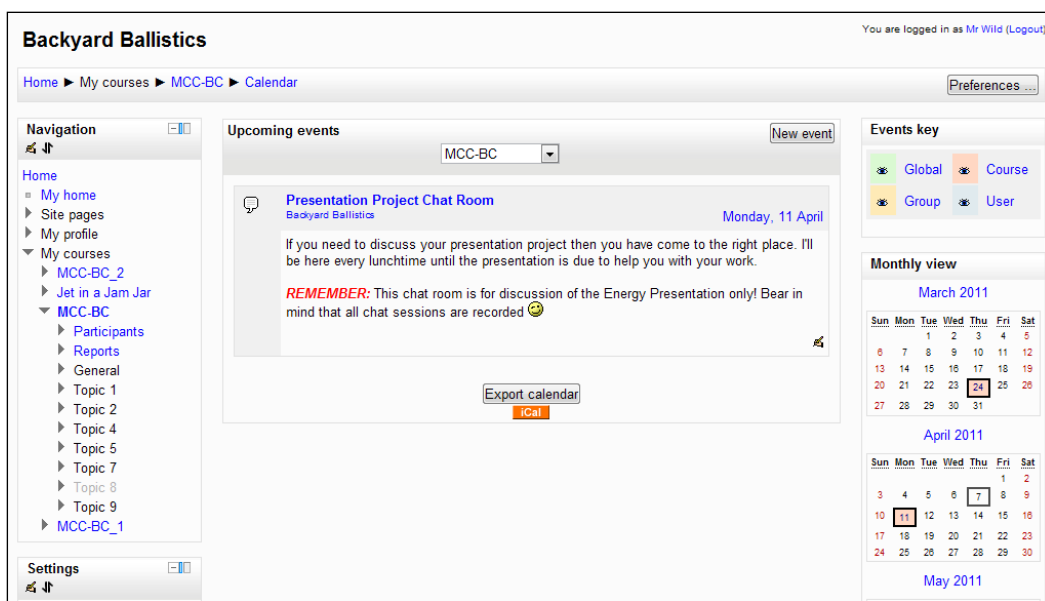 You are logged in as Mr Wild (Logout)
Backyard Ballistics
Home ► My courses ► MCC-BC ► Calendar
Preferences ...
Navigation
Home
My home
Site pages
My profile
My courses
MCC-BC_2
Jet in a Jam Jar
MCC-BC
Participants
Reports
General
Topic 1
Topic 2
Topic 4
Topic 5
Topic 7
Topic 8
Topic 9
MCC-BC_1
Settings
Upcoming events
New event
MCC-BC
Presentation Project Chat Room
Backyard Ballistics
Monday, 11 April
If you need to discuss your presentation project then you have come to the right place. I'll
be here every lunchtime until the presentation is due to help you with your work.
REMEMBER: This chat room is for discussion of the Energy Presentation only! Bear in
mind that all chat sessions are recorded
Export calendar
iCal
Events key
Global Course
Group User
Monthly view
March 2011
Sun Mon Tue Wed Thu Fri Sat
1 2 3 4 5
6 7 8 9 10 11 12
13 14 15 16 17 18 19
20 21 22 23 24 25 26
27 28 29 30 31
April 2011
Sun Mon Tue Wed Thu Fri Sat
1 2
3 4 5 6 7 8 9
10 11 12 13 14 15 16
17 18 19 20 21 22 23
24 25 26 27 28 29 30
May 2011